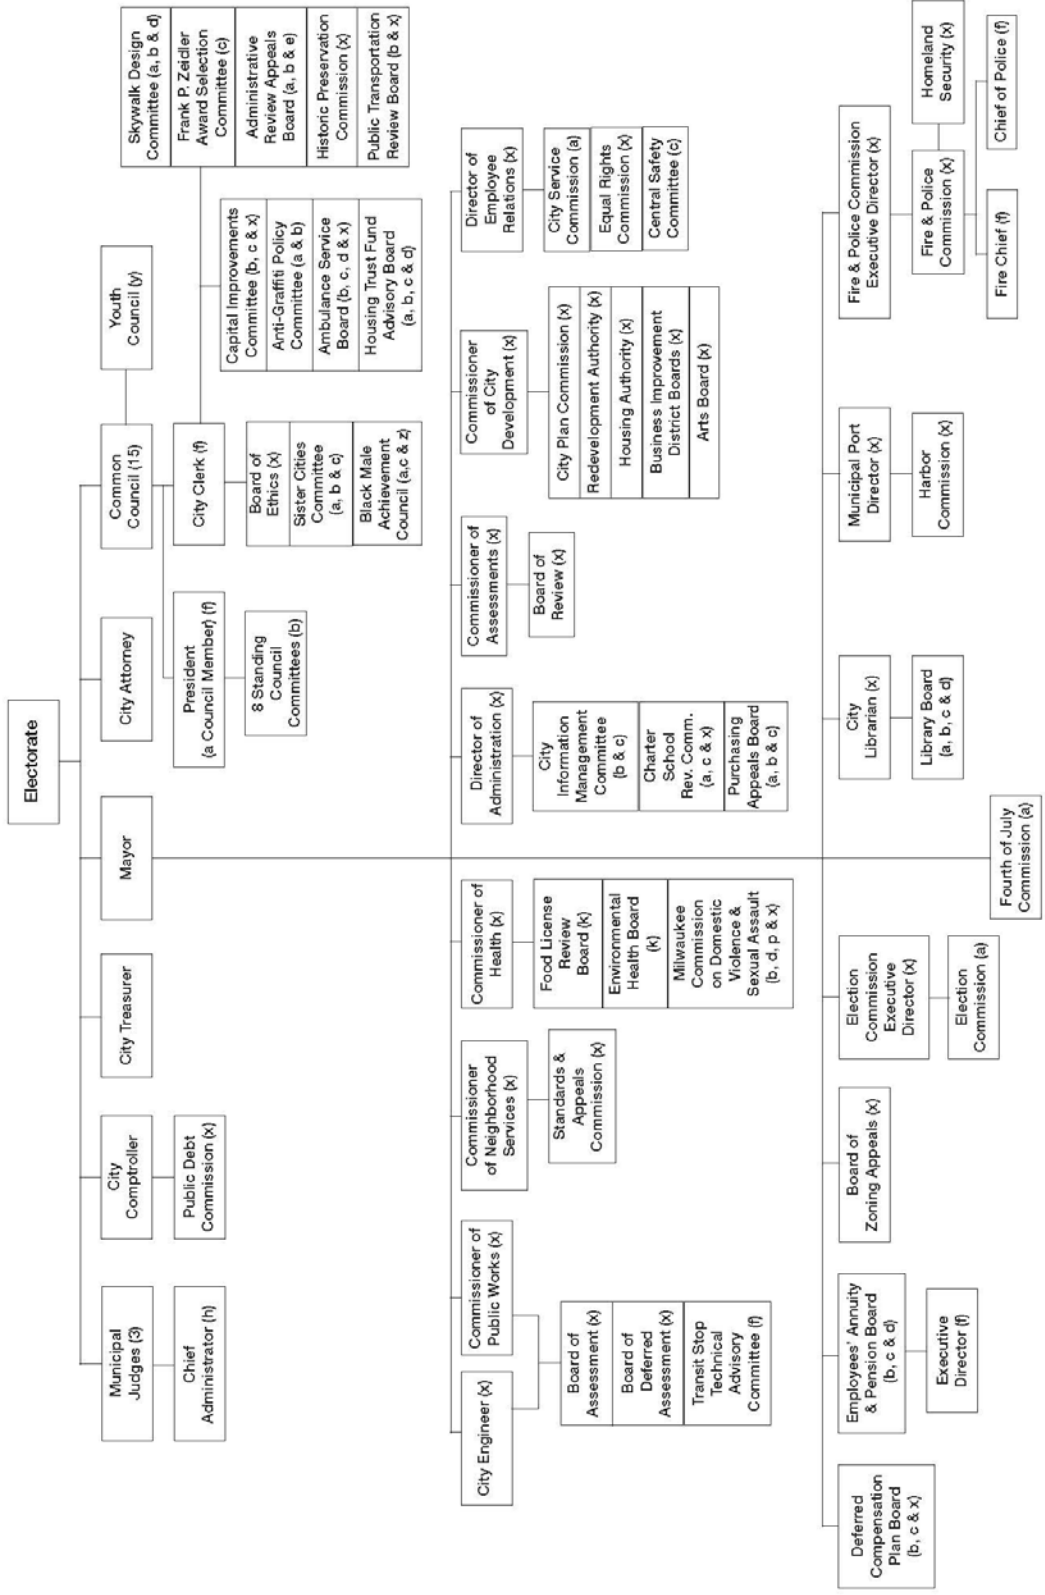 Electorate
Municipal
Judges (3)
Chief
Administrator (h)
City
Comptroller
Public Debt
Commission (x)
City Treasurer
Mayor
City Attorney
Common
Council (15)
Youth
Council (y)
President
(a Council Member) (f)
8 Standing
Council
Committees (b)
City Clerk (f)
Board of
Ethics (x)
Sister Cities
Committee
(a, b & c)
Black Male
Achievement
Council (a,c & z)
Capital Improvements
Committee (b, c & x)
Anti-Graffiti Policy
Committee (a & b)
Ambulance Service
Board (b, c, d & x)
Housing Trust Fund
Advisory Board
(a, b, c & d)
Skywalk Design
Committee (a, b & d)
Frank P. Zeidler
Award Selection
Committee (c)
Administrative
Review Appeals
Board (a, b & e)
Historic Preservation
Commission (x)
Public Transportation
Review Board (b & x)
City Engineer (x)
Commissioner of
Public Works (x)
Board of
Assessment (x)
Board of
Deferred
Assessment (x)
Transit Stop
Technical
Advisory
Committee (f)
Commissioner
of Neighborhood
Services (x)
Standards &
Appeals
Commission (x)
Commissioner of
Health (x)
Food License
Review
Board (k)
Environmental
Health Board
(k)
Milwaukee
Commission
on Domestic
Violence &
Sexual Assault
(b, d, p & x)
Director of
Administration (x)
City
Information
Management
Committee
(b & c)
Charter
School
Rev. Comm.
(a, c & x)
Purchasing
Appeals Board
(a, b & c)
Commissioner of
Assessments (x)
Board of
Review (x)
Commissioner
of City
Development (x)
City Plan Commission (x)
Redevelopment Authority (x)
Housing Authority (x)
Business Improvement
District Boards (x)
Arts Board (x)
Director of
Employee
Relations (x)
City Service
Commission (a)
Equal Rights
Commission (x)
Central Safety
Committee (c)
Deferred
Compensation
Plan Board
(b, c & x)
Employees' Annuity
& Pension Board
(b, c & d)
Executive
Director (f)
Board of
Zoning Appeals (x)
Election
Commission
Executive
Director (x)
Election
Commission (a)
Fourth of July
Commission (a)
City
Librarian (x)
Library Board
(a, b, c & d)
Municipal Port
Director (x)
Harbor
Commission (x)
Fire & Police Commission
Executive Director (x)
Fire & Police
Commission (x)
Homeland
Security (x)
Fire Chief (f)
Chief of Police (f)